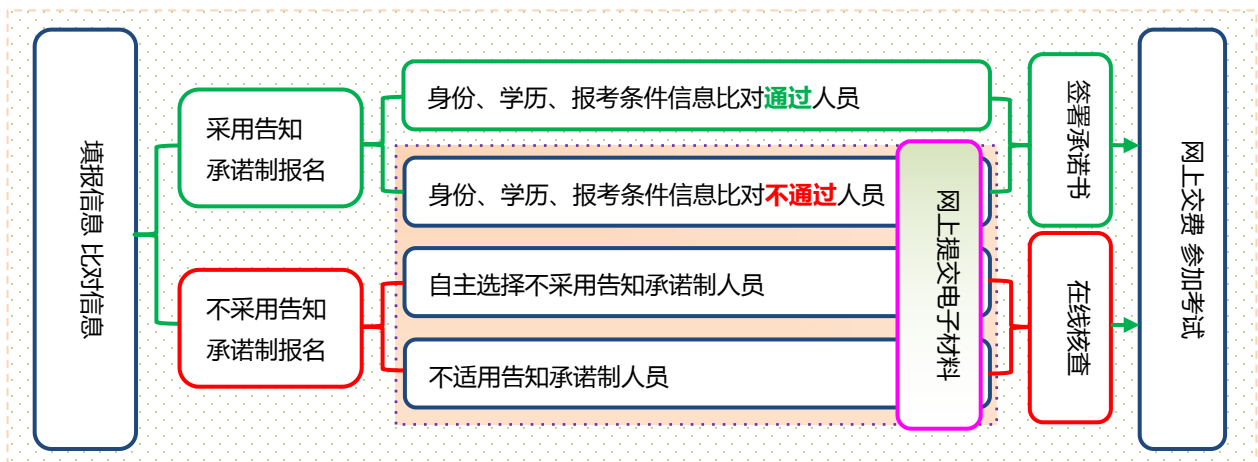 填报信息 比对信息
采用告知
承诺制报名
不采用告知
承诺制报名
身份、学历、报考条件信息比对通过人员
身份、学历、报考条件信息比对不通过人员
自主选择不采用告知承诺制人员
不适用告知承诺制人员
网上提交电子材料
签署承诺书
在线核查
网上交费 参加考试